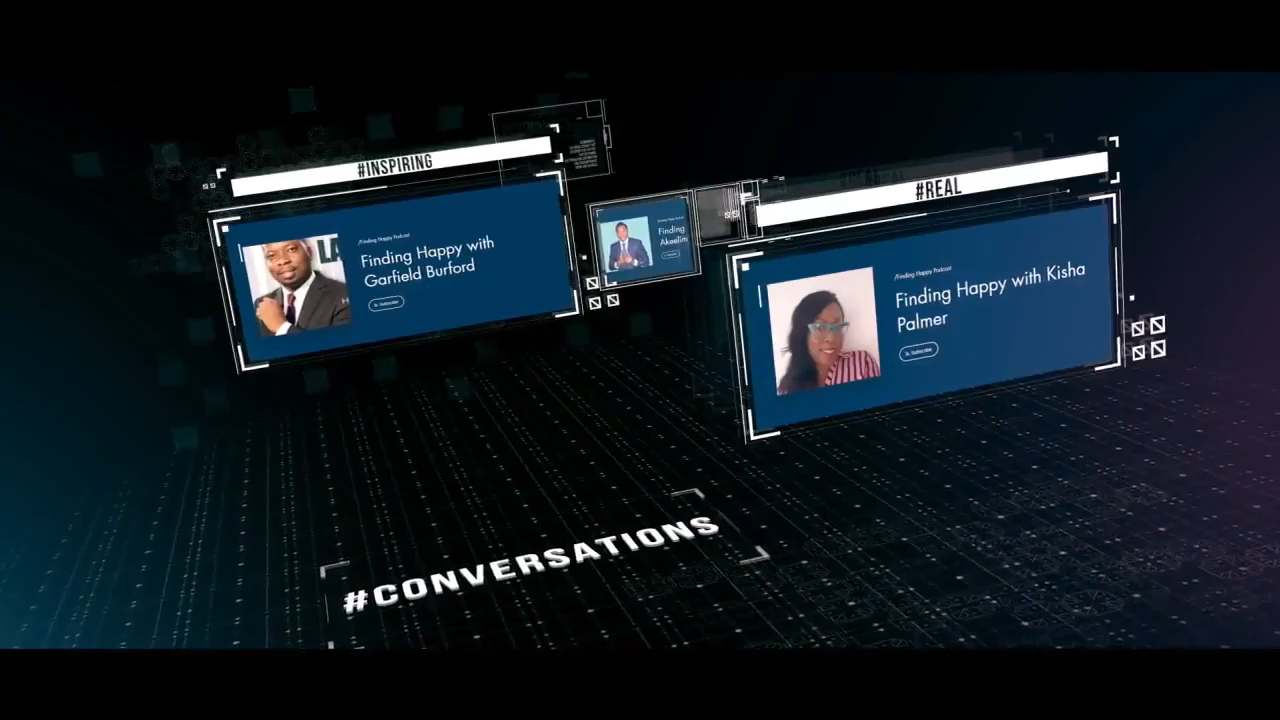 #INSPIRING
/Finding Happy Podcast
Finding Happy with
Garfield Burford
LA
H
Finding
Akeelim
#REAL
/Finding Happy Podcast
Finding Happy with Kisha
Palmer
Subscribe
#CONVERSATIONS